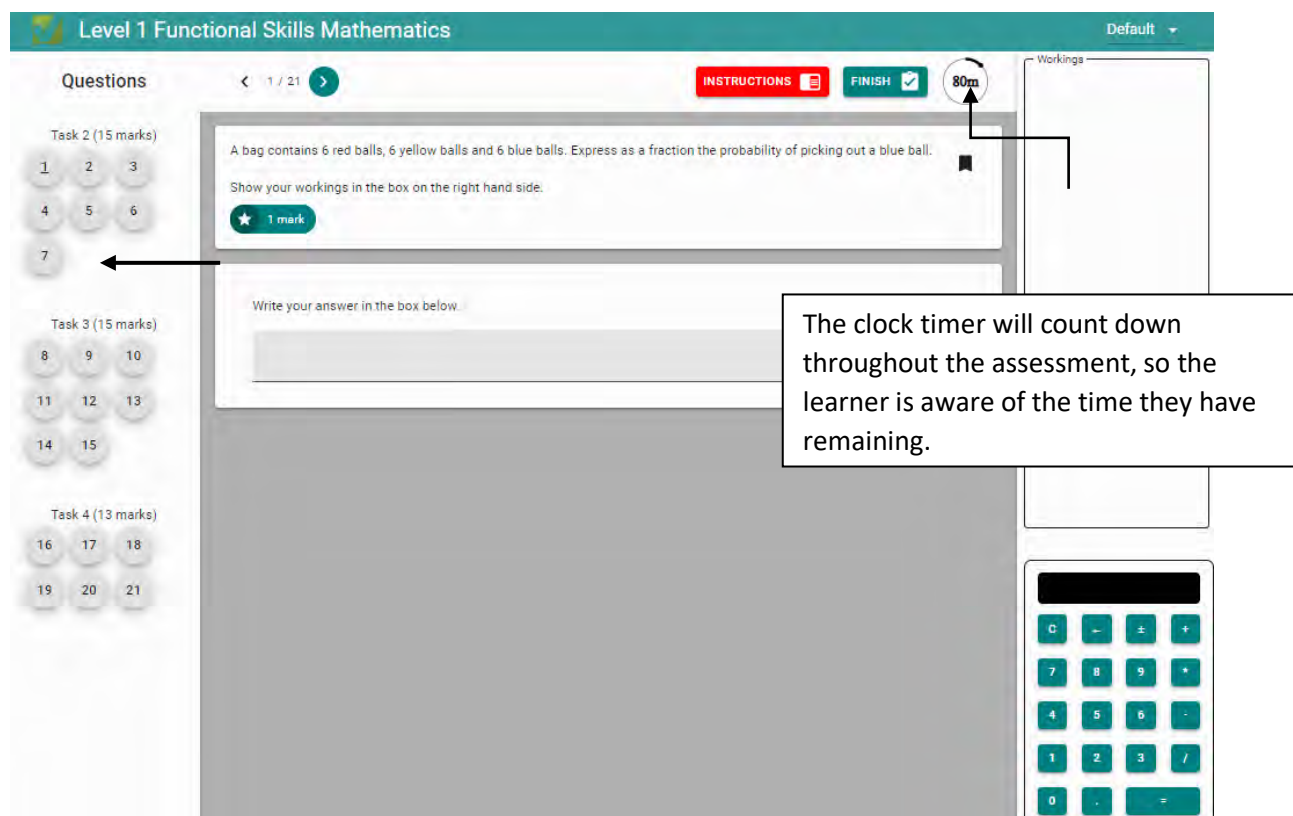 Level 1 Functional Skills Mathematics
Default
Questions
1 / 21
INSTRUCTIONS
FINISH
80m
Workings
Task 2 (15 marks)
1 2 3
4 5 6
7
A bag contains 6 red balls, 6 yellow balls and 6 blue balls. Express as a fraction the probability of picking out a blue ball.
Show your workings in the box on the right hand side.
1 mark
Write your answer in the box below.
The clock timer will count down
throughout the assessment, so the
learner is aware of the time they have
remaining.
Task 3 (15 marks)
8 9 10
11 12 13
14 15
Task 4 (13 marks)
16 17 18
19 20 21
C ← ± +
7 8 9 *
4 5 6 -
1 2 3 /
0 . =